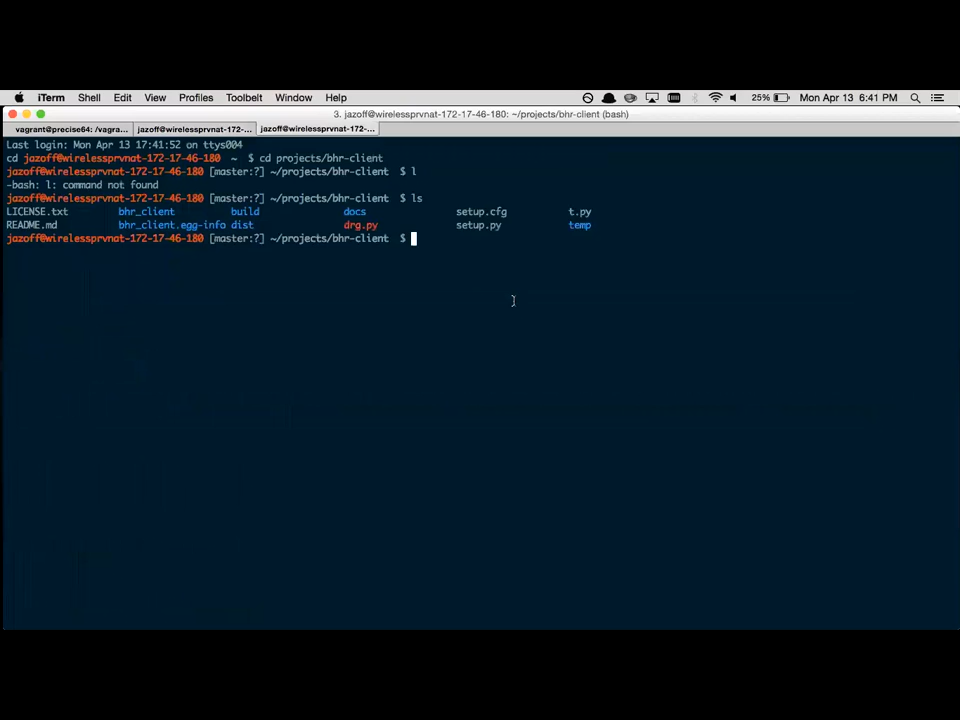 iTerm Shell Edit View Profiles Toolbelt Window Help 25% Mon Apr 13 6:41 PM
3. jazoff@wirelessprvnat-172-17-46-180: ~/projects/bhr-client (bash)
vagrant@precise64: /vagra... jazoff@wirelessprvnat-172-... jazoff@wirelessprvnat-172-...
Last login: Mon Apr 13 17:41:52 on ttys004
cd jazoff@wirelessprvnat-172-17-46-180 ~ $ cd projects/bhr-client
jazoff@wirelessprvnat-172-17-46-180 [master:?] ~/projects/bhr-client $ l
-bash: l: command not found
jazoff@wirelessprvnat-172-17-46-180 [master:?] ~/projects/bhr-client $ ls
LICENSE.txt bhr_client build docs setup.cfg t.py
README.md bhr_client.egg-info dist drg.py setup.py temp
jazoff@wirelessprvnat-172-17-46-180 [master:?] ~/projects/bhr-client $